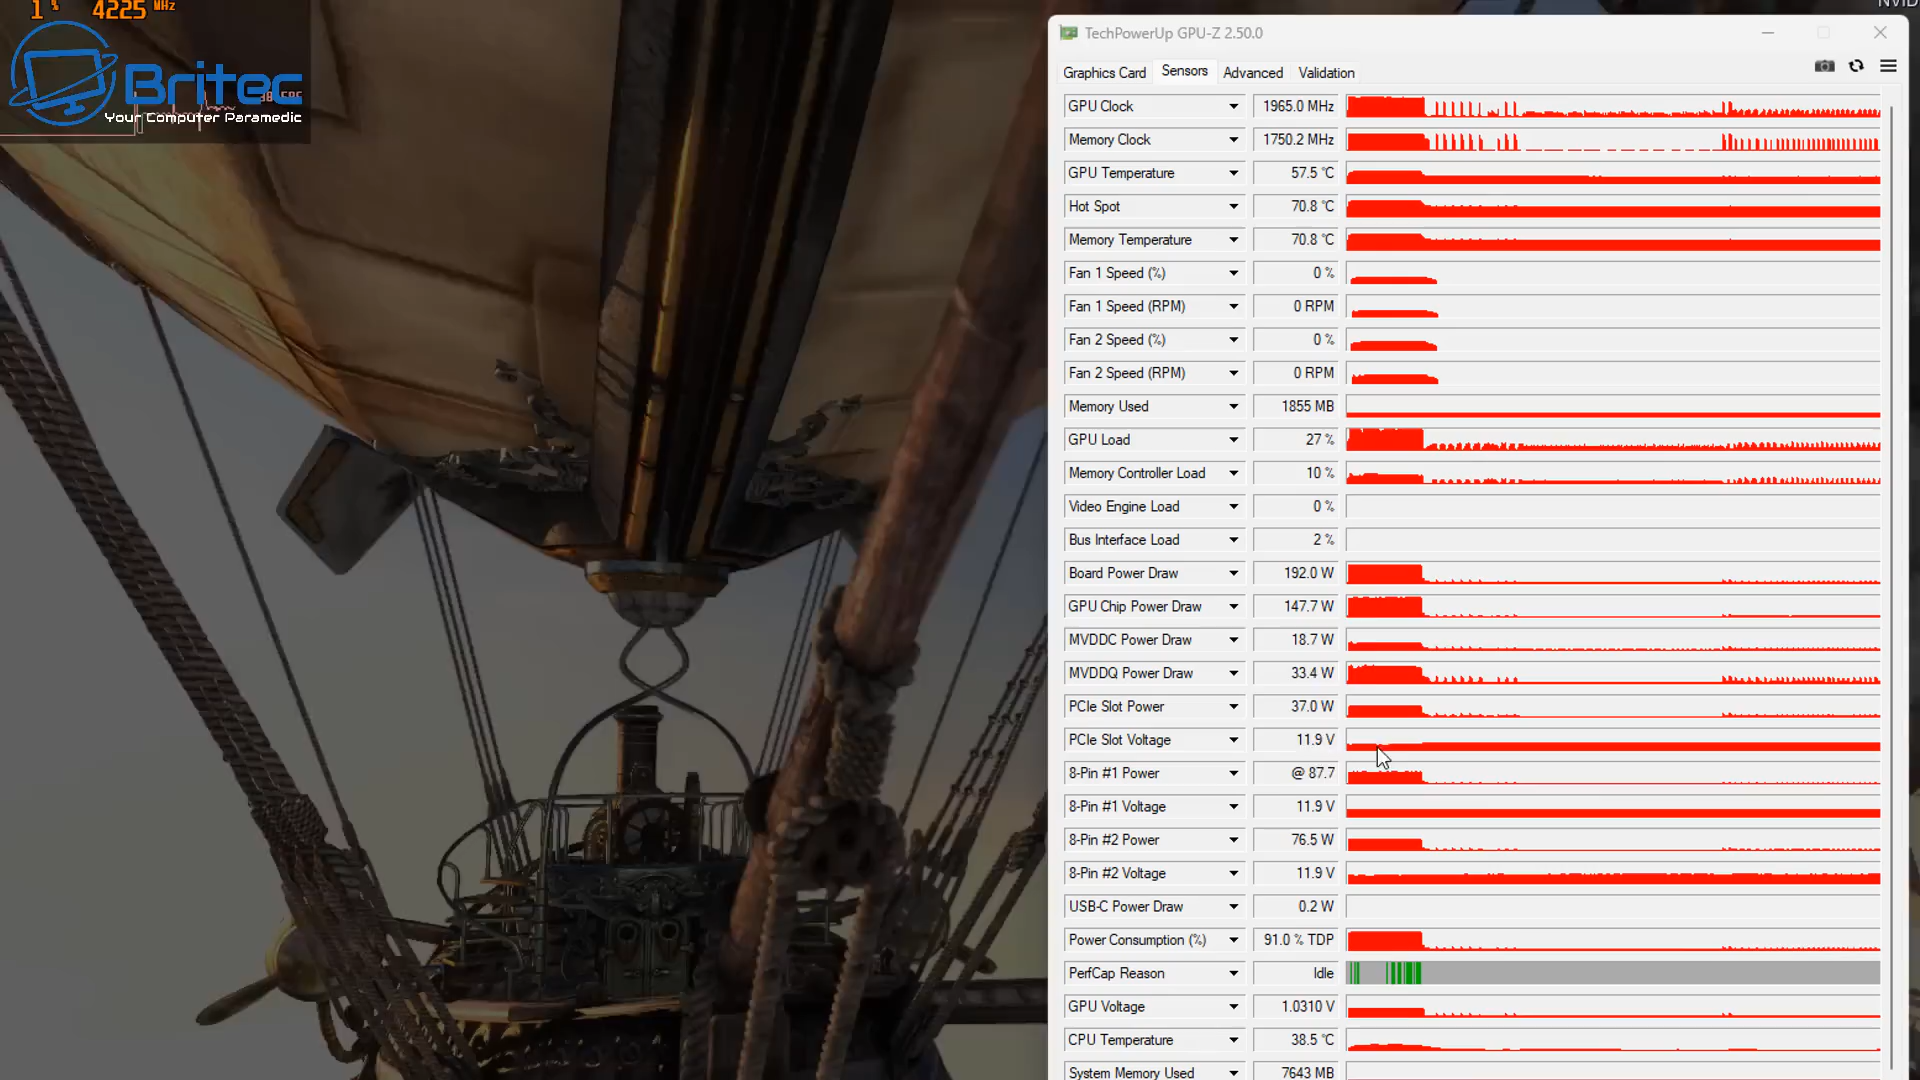 1 % 4225 MHz
Britec
Your Computer Paramedic
NVID
TechPowerUp GPU-Z 2.50.0
Graphics Card Sensors Advanced Validation
GPU Clock 1965.0 MHz
Memory Clock 1750.2 MHz
GPU Temperature 57.5 °C
Hot Spot 70.8 °C
Memory Temperature 70.8 °C
Fan 1 Speed (%) 0 %
Fan 1 Speed (RPM) 0 RPM
Fan 2 Speed (%) 0 %
Fan 2 Speed (RPM) 0 RPM
Memory Used 1855 MB
GPU Load 27 %
Memory Controller Load 10 %
Video Engine Load 0 %
Bus Interface Load 2 %
Board Power Draw 192.0 W
GPU Chip Power Draw 147.7 W
MVDDC Power Draw 18.7 W
MVDDQ Power Draw 33.4 W
PCIe Slot Power 37.0 W
PCIe Slot Voltage 11.9 V
8-Pin #1 Power @ 87.7
8-Pin #1 Voltage 11.9 V
8-Pin #2 Power 76.5 W
8-Pin #2 Voltage 11.9 V
USB-C Power Draw 0.2 W
Power Consumption (%) 91.0 % TDP
PerfCap Reason Idle
GPU Voltage 1.0310 V
CPU Temperature 38.5 °C
System Memory Used 7643 MB